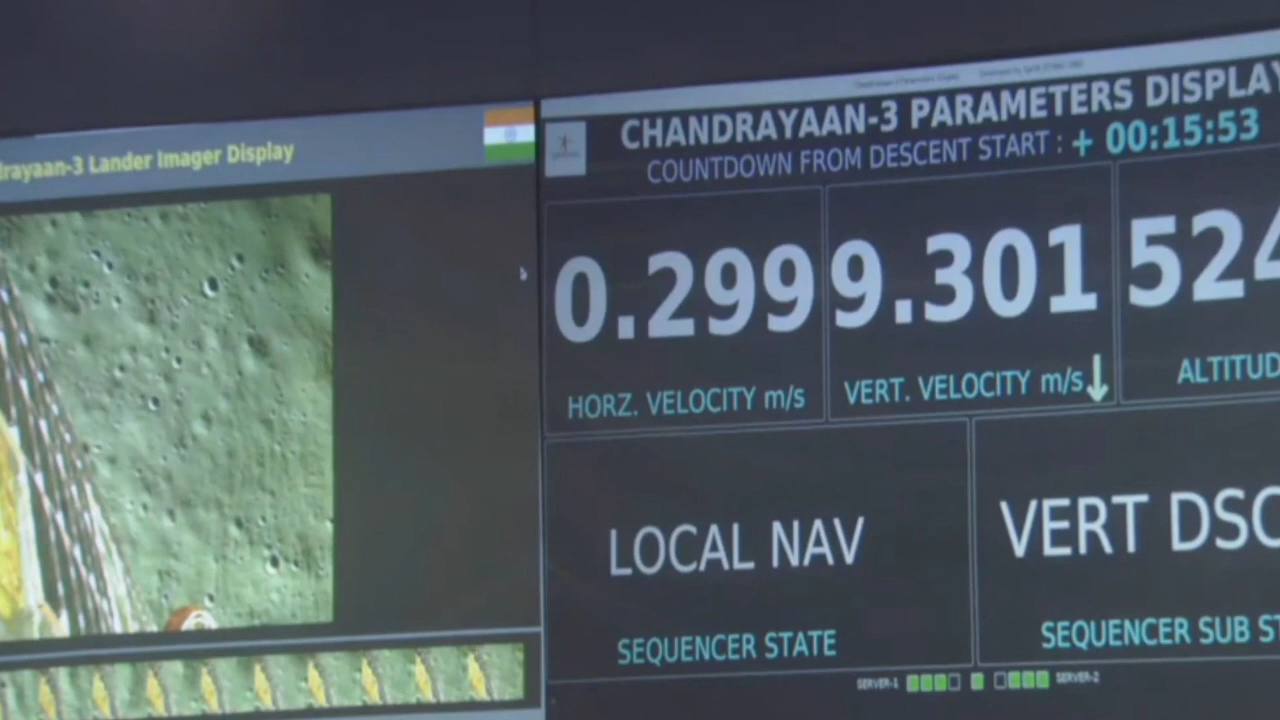 drayaan-3 Lander Imager Display
CHANDRAYAAN-3 PARAMETERS DISPLAY
COUNTDOWN FROM DESCENT START : + 00:15:53
0.299
HORZ. VELOCITY m/s
9.301
VERT. VELOCITY m/s
524
ALTITUD
LOCAL NAV
SEQUENCER STATE
VERT DSC
SEQUENCER SUB ST
SERVER-1
SERVER-2